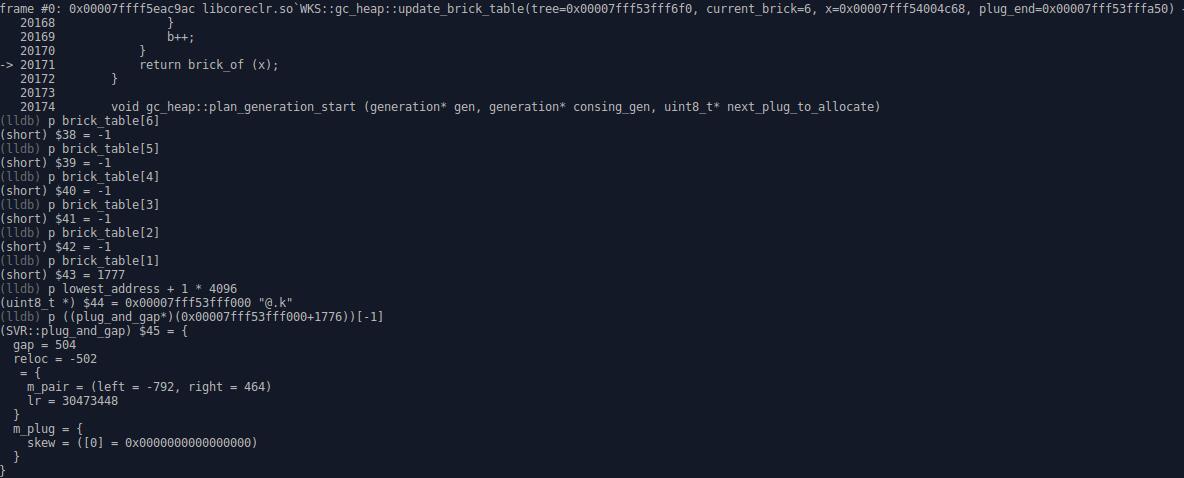 frame #0: 0x00007ffff5eac9ac libcoreclr.so`WKS::gc_heap::update_brick_table(tree=0x00007fff53fff6f0, current_brick=6, x=0x00007fff54004c68, plug_end=0x00007fff53fffa50)
20168 }
20169 b++;
20170 }
-> 20171 return brick_of (x);
20172 }
20173
20174 void gc_heap::plan_generation_start (generation* gen, generation* consing_gen, uint8_t* next_plug_to_allocate)
(lldb) p brick_table[6]
(short) $38 = -1
(lldb) p brick_table[5]
(short) $39 = -1
(lldb) p brick_table[4]
(short) $40 = -1
(lldb) p brick_table[3]
(short) $41 = -1
(lldb) p brick_table[2]
(short) $42 = -1
(lldb) p brick_table[1]
(short) $43 = 1777
(lldb) p lowest_address + 1 * 4096
(uint8_t *) $44 = 0x00007fff53fff000 "@.k"
(lldb) p ((plug_and_gap*)(0x00007fff53fff000+1776))[-1]
(SVR::plug_and_gap) $45 = {
gap = 504
reloc = -502
= {
m_pair = (left = -792, right = 464)
lr = 30473448
}
m_plug = {
skew = ([0] = 0x0000000000000000)
}
}